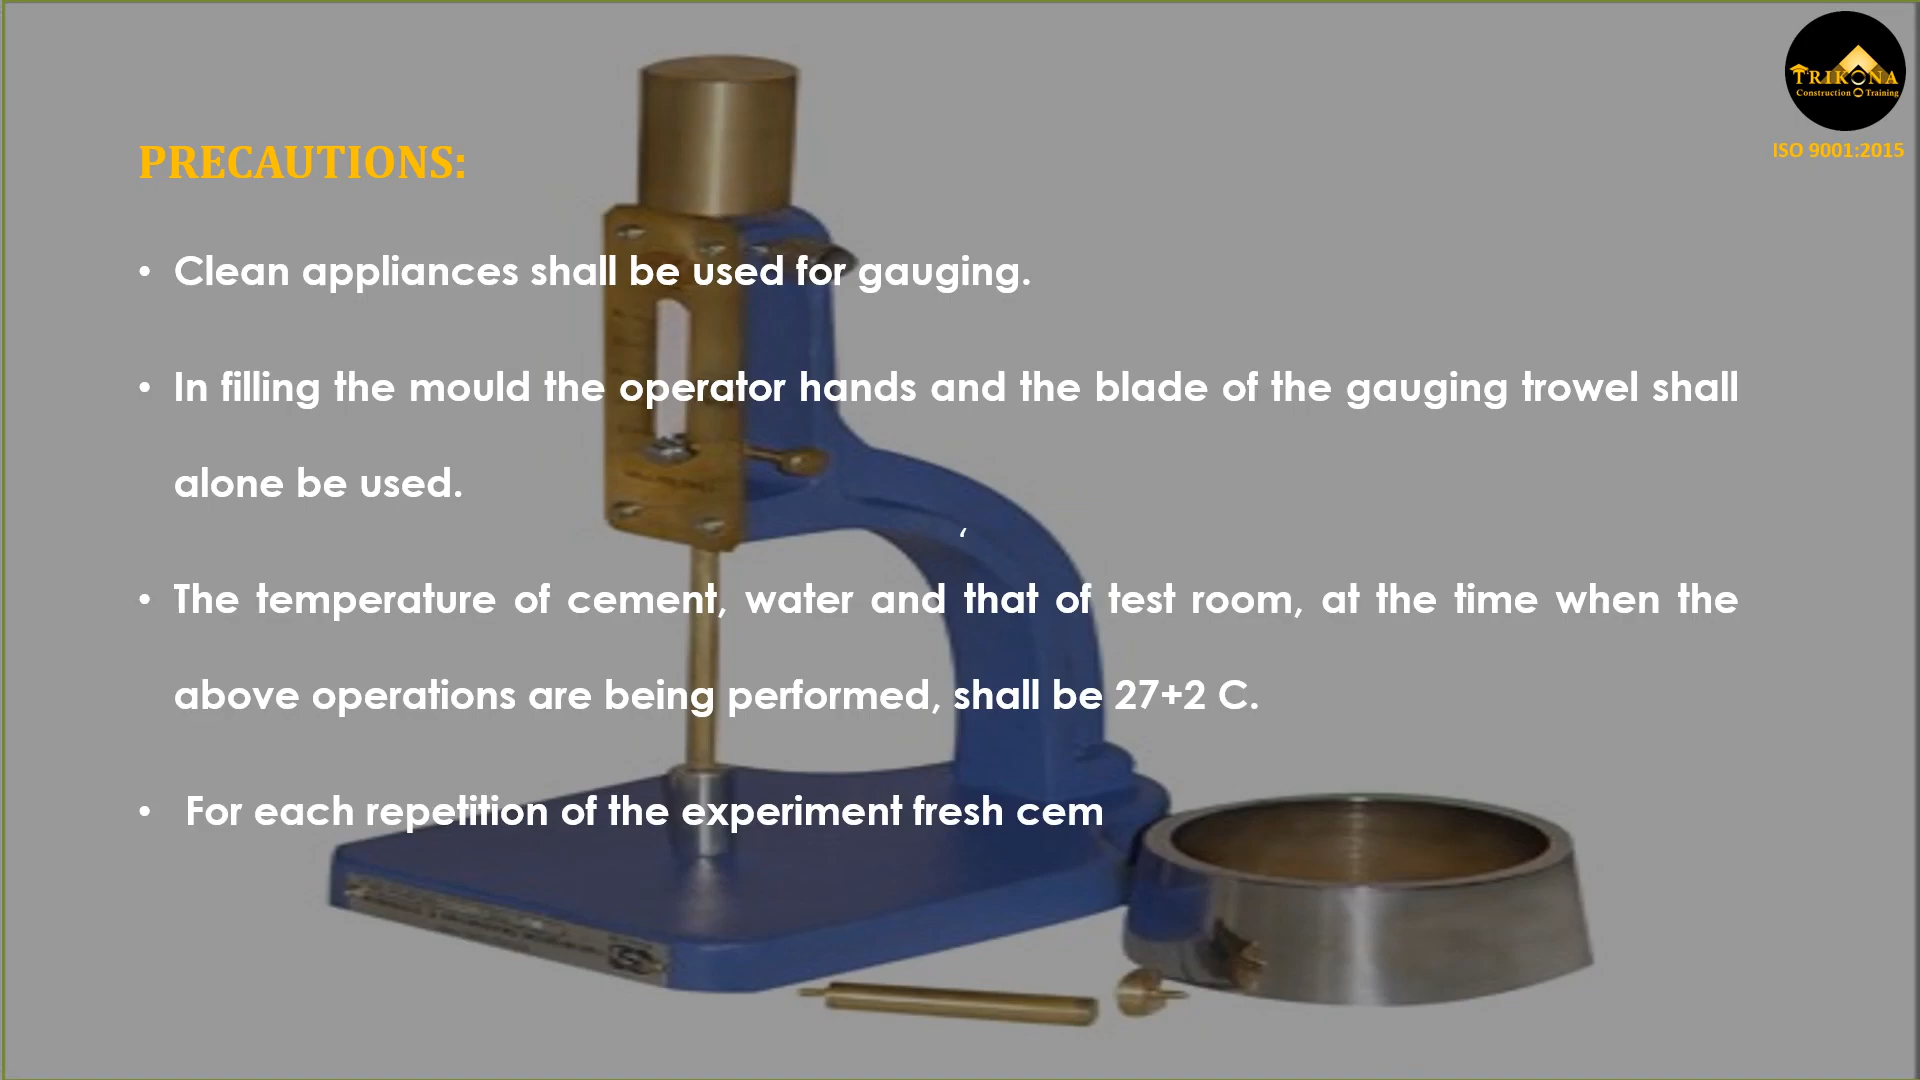 TRIKONA
Construction Training
ISO 9001:2015
PRECAUTIONS:
• Clean appliances shall be used for gauging.
• In filling the mould the operator hands and the blade of the gauging trowel shall
alone be used.
‘
• The temperature of cement, water and that of test room, at the time when the
above operations are being performed, shall be 27+2 C.
• For each repetition of the experiment fresh cem